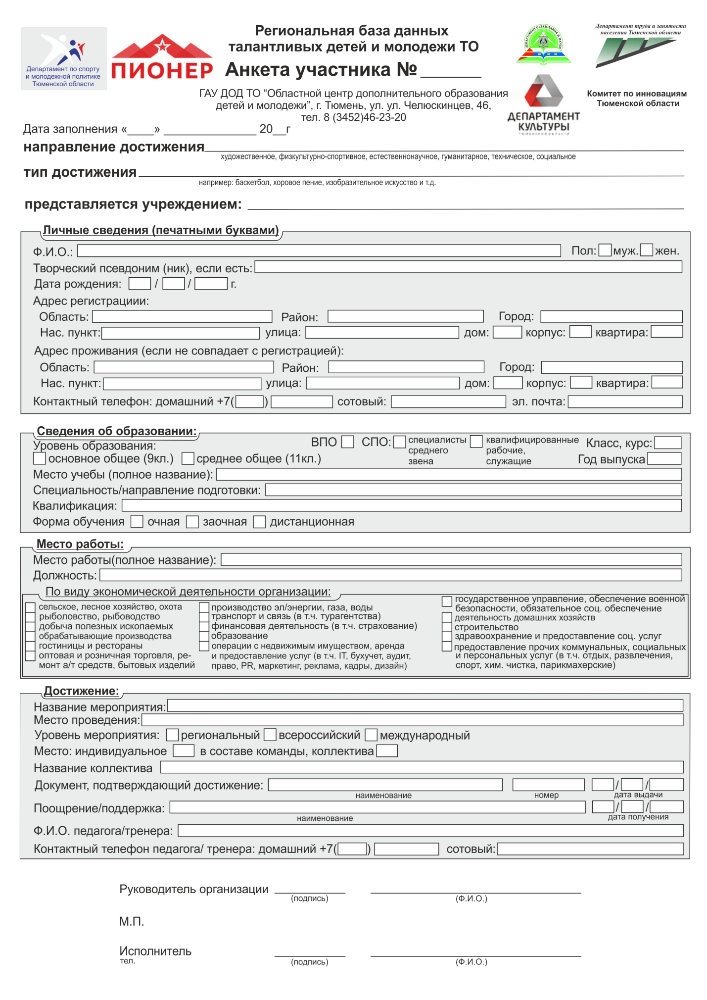 Департамент по спорту
и молодежной политике
Тюменской области
ПИОНЕР
Региональная база данных
талантливых детей и молодежи ТО
Анкета участника № _______
ГАУ ДОД ТО “Областной центр дополнительного образования
детей и молодежи”, г. Тюмень, ул. ул. Челюскинцев, 46,
тел. 8 (3452)46-23-20
ДЕПАРТАМЕНТ ОБРАЗОВАНИЯ И НАУКИ
Департамент труда и занятости
населения Тюменской области
ДЕПАРТАМЕНТ
КУЛЬТУРЫ
ТЮМЕНСКОЙ ОБЛАСТИ
Комитет по инновациям
Тюменской области
Дата заполнения «____» ______________ 20__г
направление достижения
художественное, физкультурно-спортивное, естественнонаучное, гуманитарное, техническое, социальное
тип достижения
например: баскетбол, хоровое пение, изобразительное искусство и т.д.
представляется учреждением:
Личные сведения (печатными буквами)
Ф.И.О.: Пол: муж. жен.
Творческий псевдоним (ник), если есть:
Дата рождения: / / г.
Адрес регистрациии:
Область: Район: Город:
Нас. пункт: улица: дом: корпус: квартира:
Адрес проживания (если не совпадает с регистрацией):
Область: Район: Город:
Нас. пункт: улица: дом: корпус: квартира:
Контактный телефон: домашний +7( ) сотовый: эл. почта:
Сведения об образовании:
Уровень образования:
ВПО СПО: специалисты среднего звена
квалифицированные рабочие, служащие
Класс, курс:
основное общее (9кл.) среднее общее (11кл.)
Год выпуска
Место учебы (полное название):
Специальность/направление подготовки:
Квалификация:
Форма обучения очная заочная дистанционная
Место работы:
Место работы(полное название):
Должность:
По виду экономической деятельности организации:
сельское, лесное хозяйство, охота
рыболовство, рыбоводство
добыча полезных ископаемых
обрабатывающие производства
гостиницы и рестораны
оптовая и розничная торговля, ре-
монт а/т средств, бытовых изделий
производство эл/энергии, газа, воды
транспорт и связь (в т.ч. турагентства)
финансовая деятельность (в т.ч. страхование)
образование
операции с недвижимым имуществом, аренда
и предоставление услуг (в т.ч. IT, бухучет, аудит,
право, PR, маркетинг, реклама, кадры, дизайн)
государственное управление, обеспечение военной
безопасности, обязательное соц. обеспечение
деятельность домашних хозяйств
строительство
здравоохранение и предоставление соц. услуг
предоставление прочих коммунальных, социальных
и персональных услуг (в т.ч. отдых, развлечения,
спорт, хим. чистка, парикмахерские)
Достижение:
Название мероприятия:
Место проведения:
Уровень мероприятия: региональный всероссийский международный
Место: индивидуальное в составе команды, коллектива
Название коллектива
Документ, подтверждающий достижение: / /
наименование номер дата выдачи
Поощрение/поддержка: / /
наименование дата получения
Ф.И.О. педагога/тренера:
Контактный телефон педагога/ тренера: домашний +7( ) сотовый:
Руководитель организации
(подпись) (Ф.И.О.)
М.П.
Исполнитель
тел. (подпись) (Ф.И.О.)